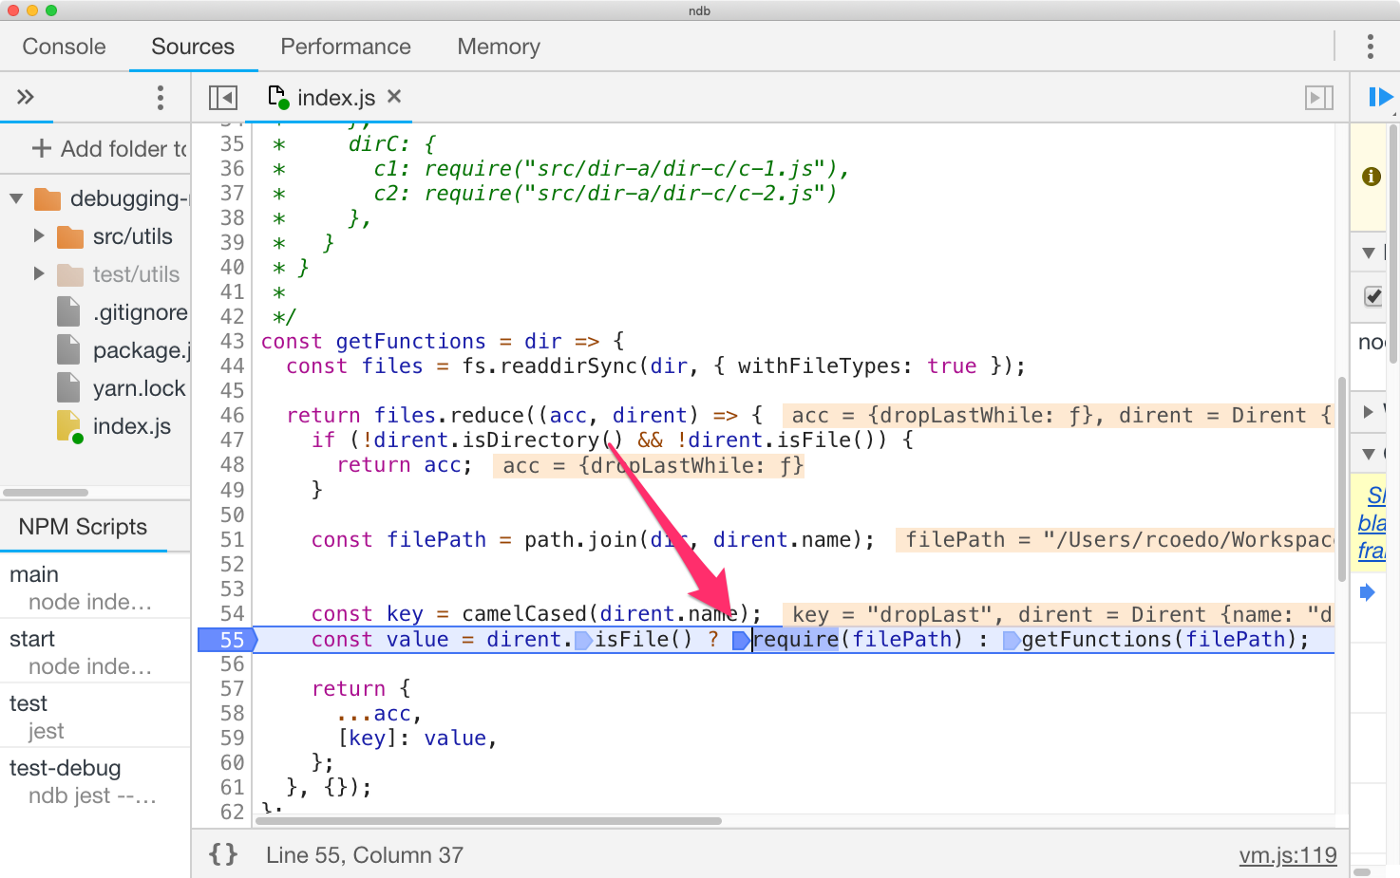 ndb
Console Sources Performance Memory
index.js
Add folder to
debugging-
src/utils
test/utils
.gitignore
package.j
yarn.lock
index.js
NPM Scripts
main
node inde…
start
node inde…
test
jest
test-debug
ndb jest --…
35 *     dirC: {
36 *       c1: require("src/dir-a/dir-c/c-1.js"),
37 *       c2: require("src/dir-a/dir-c/c-2.js")
38 *     },
39 *   }
40 * }
41 *
42 */
43 const getFunctions = dir => {
44   const files = fs.readdirSync(dir, { withFileTypes: true });
45
46   return files.reduce((acc, dirent) => { acc = {dropLastWhile: ƒ}, dirent = Dirent {
47     if (!dirent.isDirectory() && !dirent.isFile()) {
48       return acc; acc = {dropLastWhile: ƒ}
49     }
50
51     const filePath = path.join(dir, dirent.name); filePath = "/Users/rcoedo/Workspac
52
53
54     const key = camelCased(dirent.name); key = "dropLast", dirent = Dirent {name: "d
55     const value = dirent.isFile() ? require(filePath) : getFunctions(filePath);
56
57     return {
58       ...acc,
59       [key]: value,
60     };
61   }, {});
62 };
{} Line 55, Column 37
vm.js:119
no
bla
fra